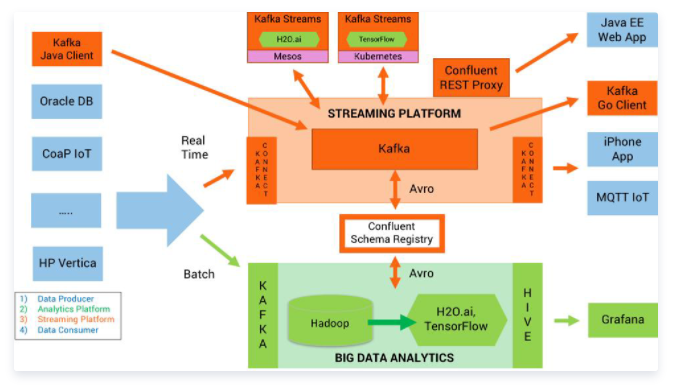 Kafka
Java Client
Oracle DB
CoaP IoT
.....
HP Vertica
1) Data Producer
2) Analytics Platform
3) Streaming Platform
4) Data Consumer
Real
Time
Batch
Kafka Streams
H2O.ai
Mesos
Kafka Streams
TensorFlow
Kubernetes
Confluent
REST Proxy
STREAMING PLATFORM
KAFKA
CONNECT
Kafka
KAFKA
CONNECT
Avro
Confluent
Schema Registry
Avro
KAFKA
Hadoop
H2O.ai,
TensorFlow
HIVE
BIG DATA ANALYTICS
Java EE
Web App
Kafka
Go Client
iPhone
App
MQTT IoT
Grafana